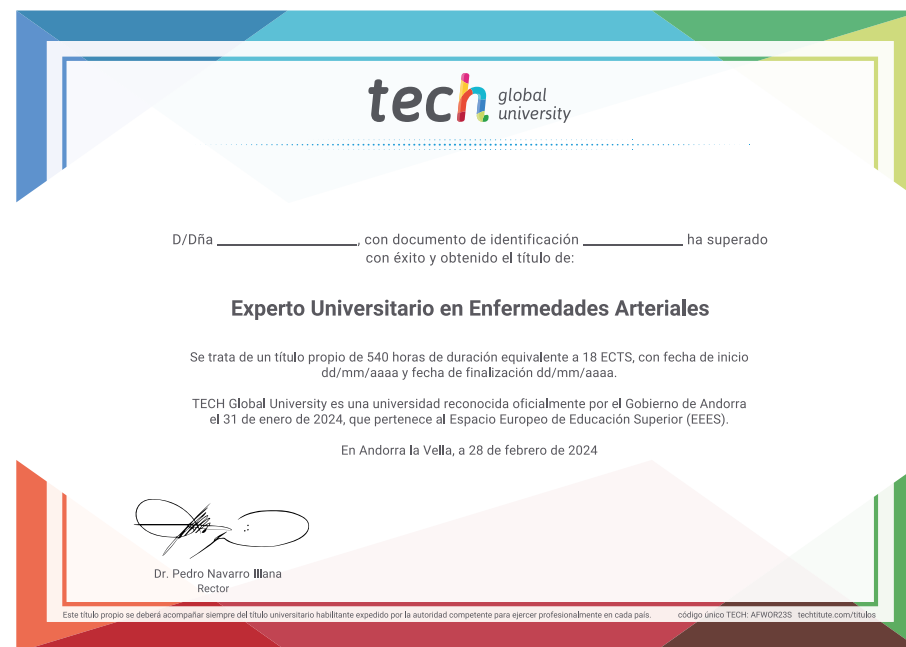 tech global university
D/Dña ____________________, con documento de identificación ______________ ha superado
con éxito y obtenido el título de:
Experto Universitario en Enfermedades Arteriales
Se trata de un título propio de 540 horas de duración equivalente a 18 ECTS, con fecha de inicio
dd/mm/aaaa y fecha de finalización dd/mm/aaaa.
TECH Global University es una universidad reconocida oficialmente por el Gobierno de Andorra
el 31 de enero de 2024, que pertenece al Espacio Europeo de Educación Superior (EEES).
En Andorra la Vella, a 28 de febrero de 2024
Dr. Pedro Navarro Illana
Rector
Este título propio se deberá acompañar siempre del título universitario habilitante expedido por la autoridad competente para ejercer profesionalmente en cada país. código único TECH: AFWOR23S techtitute.com/titulos